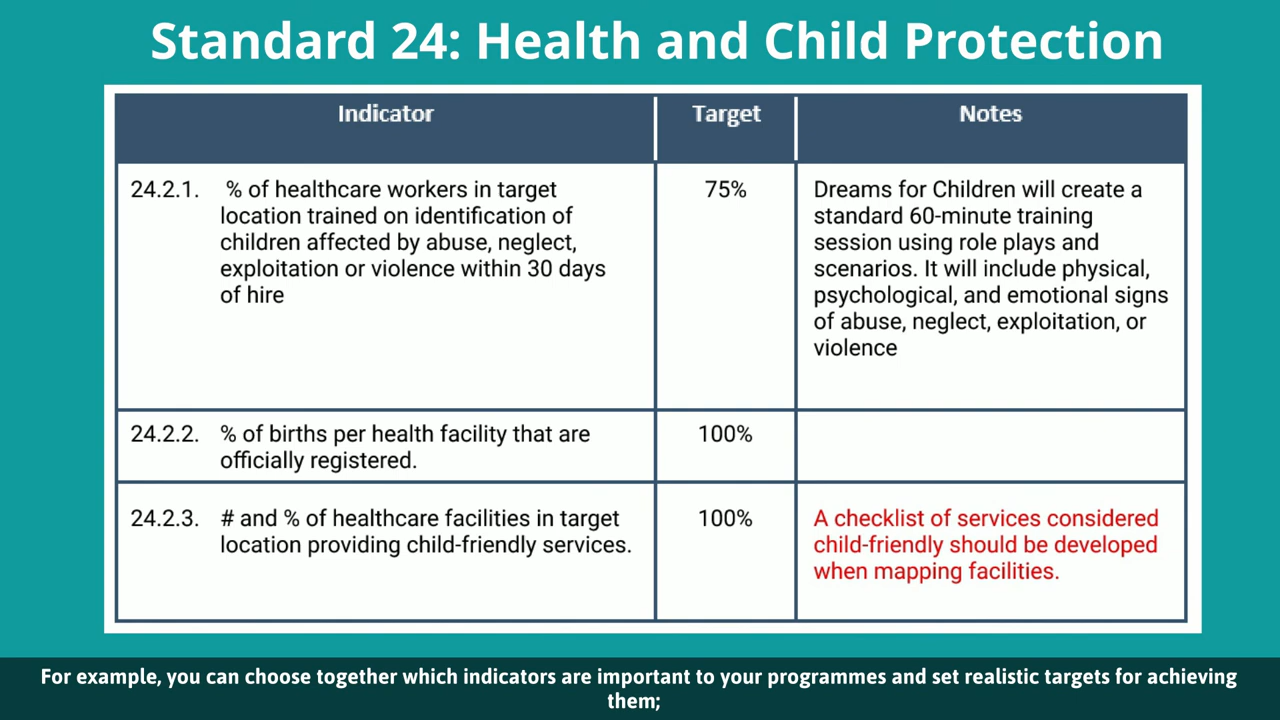 Standard 24: Health and Child Protection
Indicator
Target
Notes
24.2.1. % of healthcare workers in target
location trained on identification of
children affected by abuse, neglect,
exploitation or violence within 30 days
of hire
75%
Dreams for Children will create a
standard 60-minute training
session using role plays and
scenarios. It will include physical,
psychological, and emotional signs
of abuse, neglect, exploitation, or
violence
24.2.2. % of births per health facility that are
officially registered.
100%
24.2.3. # and % of healthcare facilities in target
location providing child-friendly services.
100%
A checklist of services considered
child-friendly should be developed
when mapping facilities.
For example, you can choose together which indicators are important to your programmes and set realistic targets for achieving
them;